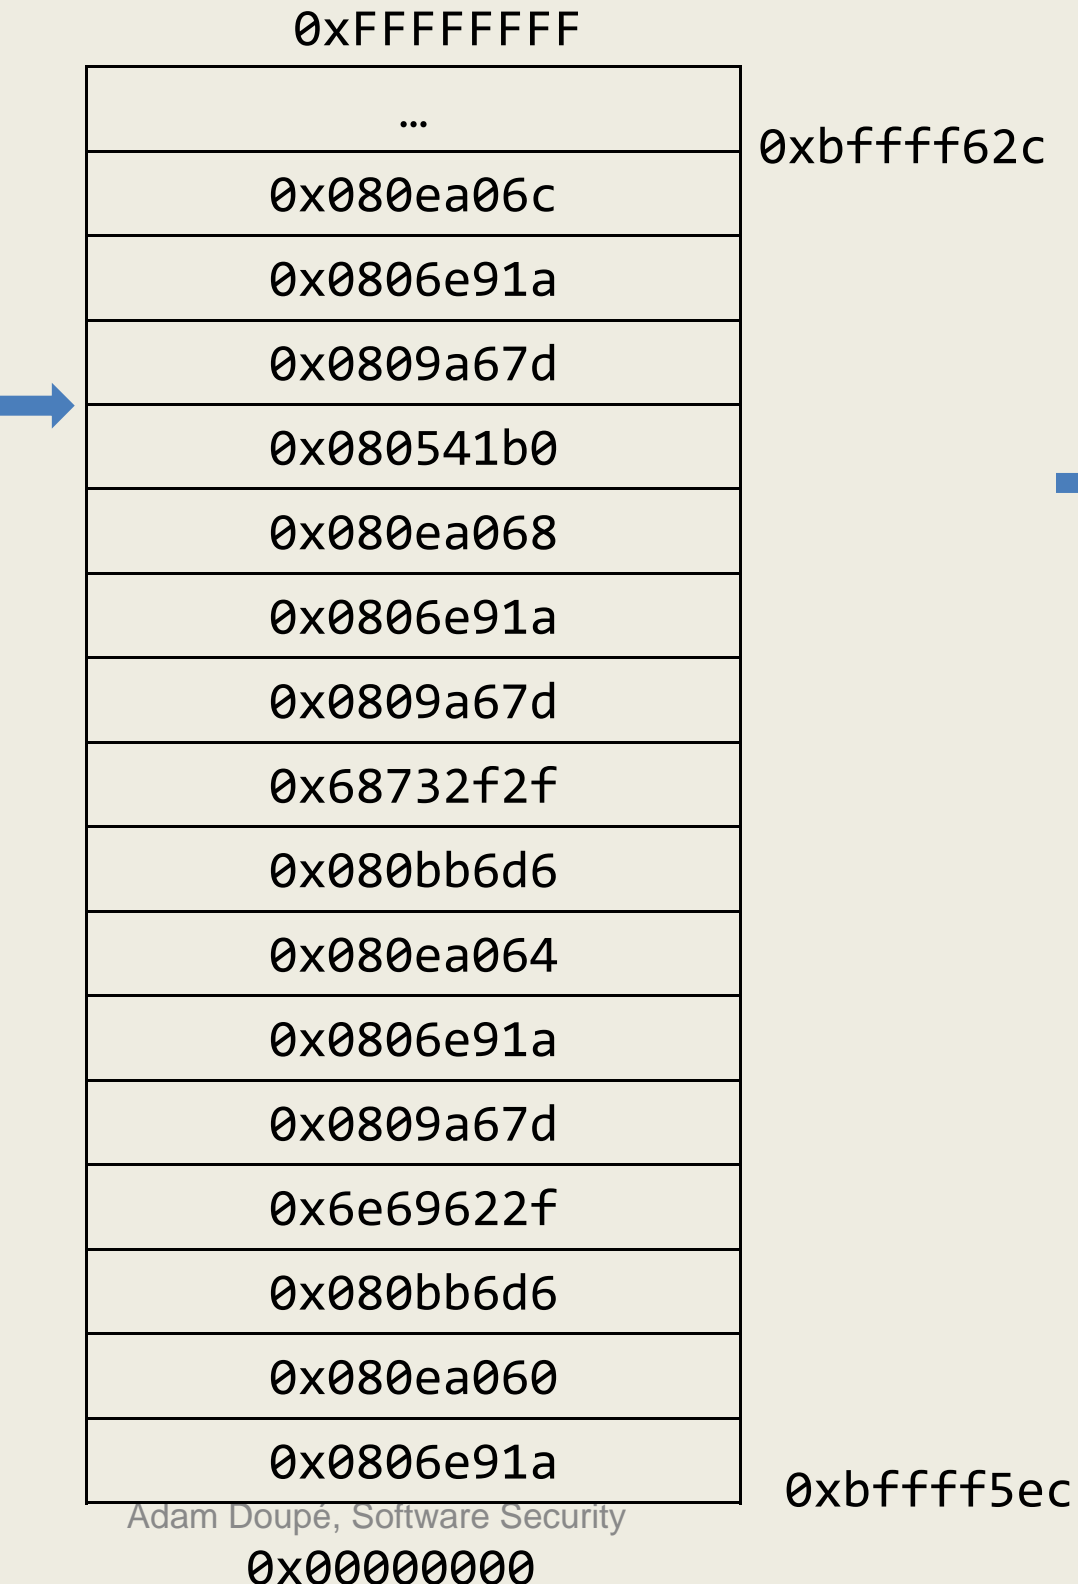 0xFFFFFFFF
…
0xbffff62c
0x080ea06c
0x0806e91a
0x0809a67d
0x080541b0
0x080ea068
0x0806e91a
0x0809a67d
0x68732f2f
0x080bb6d6
0x080ea064
0x0806e91a
0x0809a67d
0x6e69622f
0x080bb6d6
0x080ea060
0x0806e91a
0xbffff5ec
Adam Doupé, Software Security
0x00000000